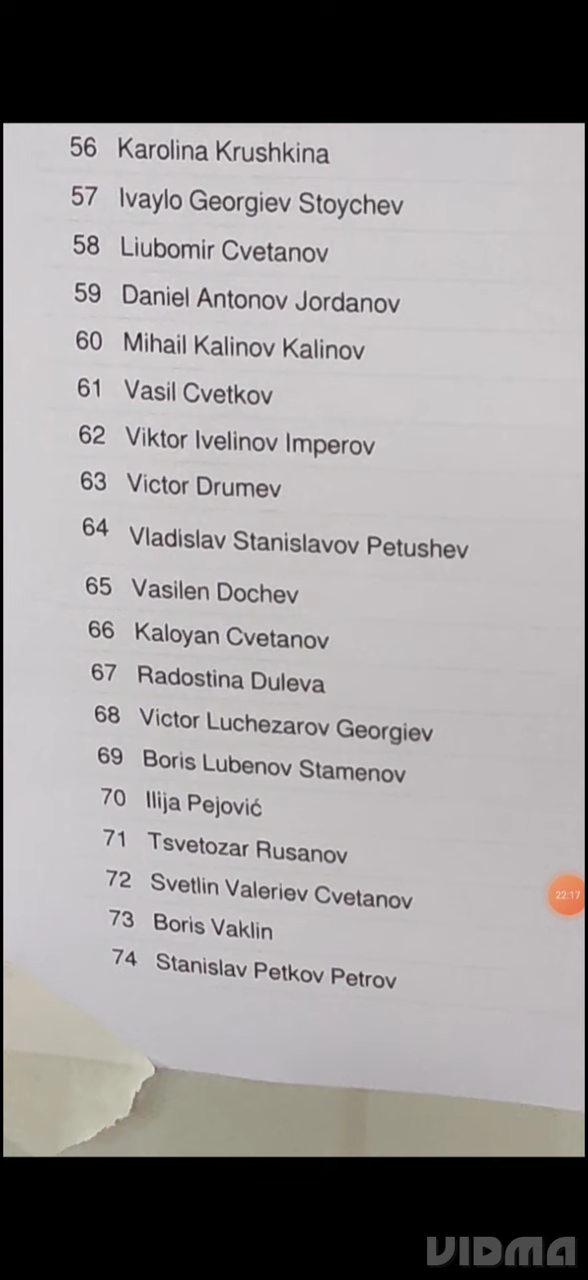 56 Karolina Krushkina
57 Ivaylo Georgiev Stoychev
58 Liubomir Cvetanov
59 Daniel Antonov Jordanov
60 Mihail Kalinov Kalinov
61 Vasil Cvetkov
62 Viktor Ivelinov Imperov
63 Victor Drumev
64 Vladislav Stanislavov Petushev
65 Vasilen Dochev
66 Kaloyan Cvetanov
67 Radostina Duleva
68 Victor Luchezarov Georgiev
69 Boris Lubenov Stamenov
70 Ilija Pejović
71 Tsvetozar Rusanov
72 Svetlin Valeriev Cvetanov
22:17
73 Boris Vaklin
74 Stanislav Petkov Petrov
VIDMA